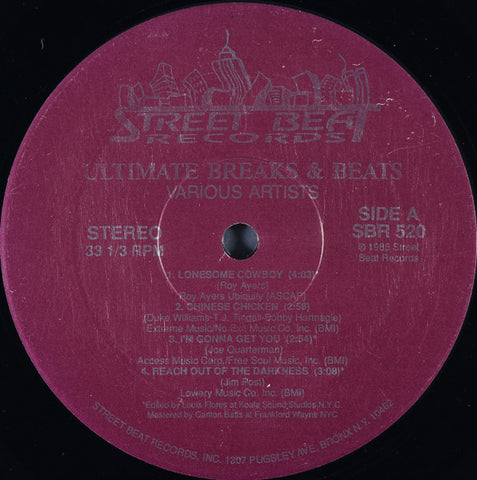 STREET BEAT
RECORDS
ULTIMATE BREAKS & BEATS
VARIOUS ARTISTS
STEREO
33 1/3 RPM
SIDE A
SBR 520
© 1985 Street
Beat Records
1. LONESOME COWBOY (4:03)*
(Roy Ayers)
Roy Ayers Ubiquity (ASCAP)
2. CHINESE CHICKEN (2:58)
(Duke Williams-T.J. Tindall-Bobby Hartnagle)
Extreme Music/No Exit Music Co. Inc. (BMI)
3. I'M GONNA GET YOU (2:54)*
(Joe Quarterman)
Access Music Corp./Free Soul Music, Inc. (BMI)
4. REACH OUT OF THE DARKNESS (3:08)*
(Jim Post)
Lowery Music Co. Inc. (BMI)
*Edited by Louis Flores at Koala Sound Studios N.Y.C.
Mastered by Carlton Batts at Frankford Wayne NYC
STREET BEAT RECORDS, INC. 1307 PUGSLEY AVE. BRONX N.Y. 10462